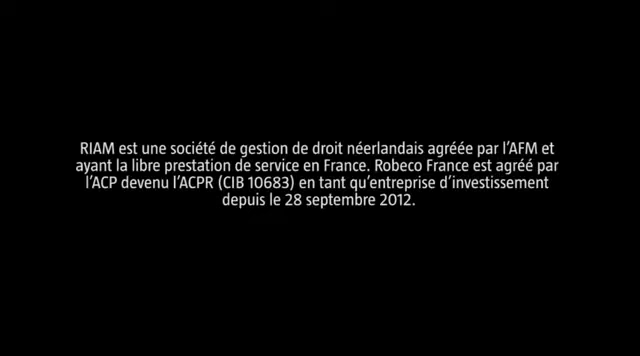 RIAM est une société de gestion de droit néerlandais agréée par l'AFM et
ayant la libre prestation de service en France. Robeco France est agréé par
l'ACP devenu l'ACPR (CIB 10683) en tant qu'entreprise d'investissement
depuis le 28 septembre 2012.